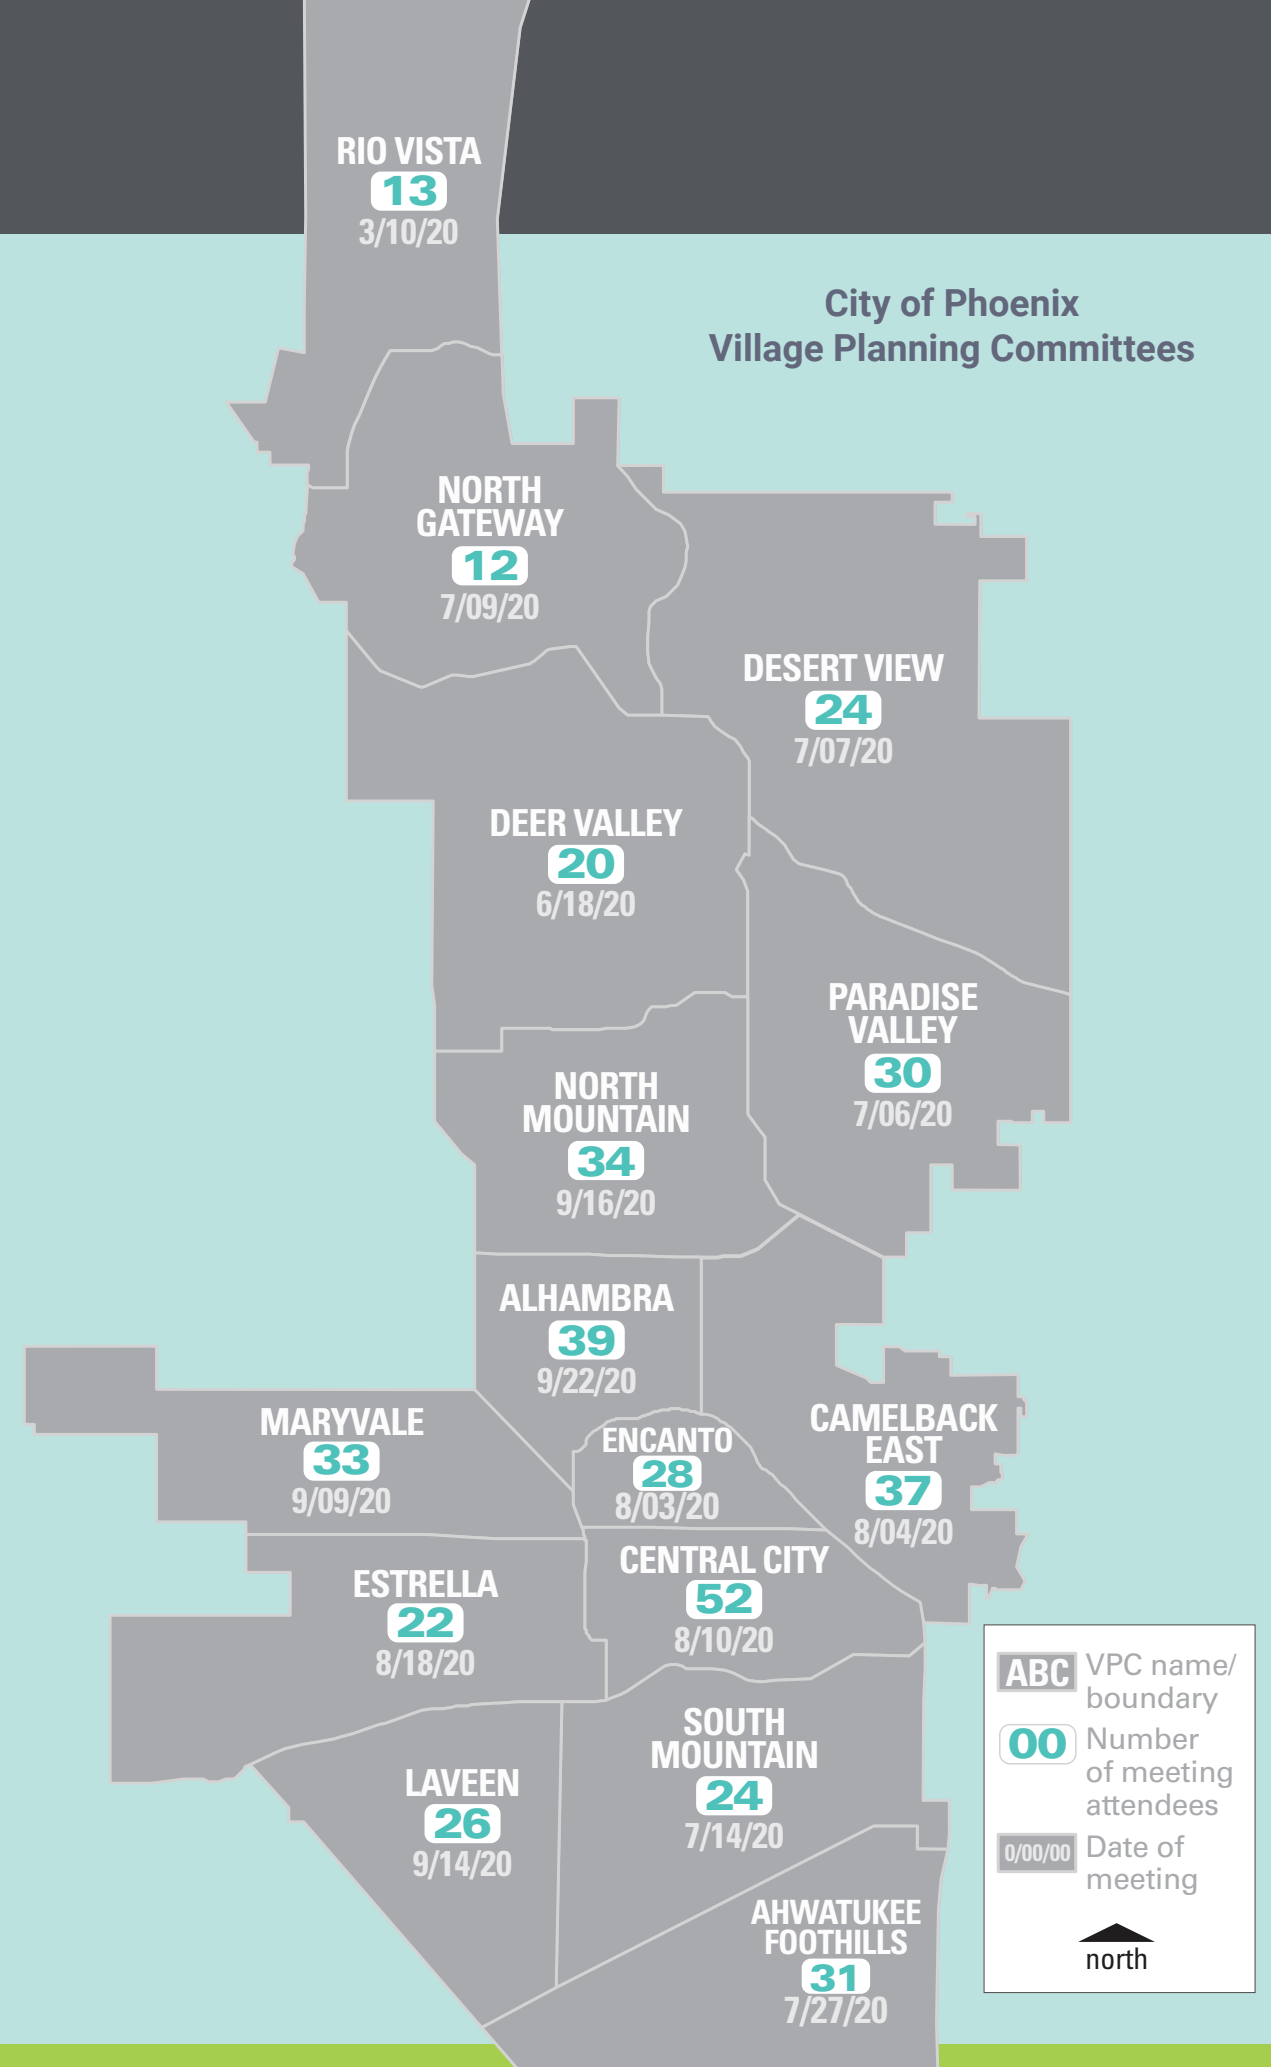 RIO VISTA
13
3/10/20
City of Phoenix
Village Planning Committees
NORTH
GATEWAY
12
7/09/20
DESERT VIEW
24
7/07/20
DEER VALLEY
20
6/18/20
PARADISE
VALLEY
30
7/06/20
NORTH
MOUNTAIN
34
9/16/20
ALHAMBRA
39
9/22/20
MARYVALE
33
9/09/20
ENCANTO
28
8/03/20
CAMELBACK
EAST
37
8/04/20
ESTRELLA
22
8/18/20
CENTRAL CITY
52
8/10/20
LAVEEN
26
9/14/20
SOUTH
MOUNTAIN
24
7/14/20
AHWATUKEE
FOOTHILLS
31
7/27/20
ABC VPC name/
boundary
00 Number
of meeting
attendees
0/00/00 Date of
meeting
north